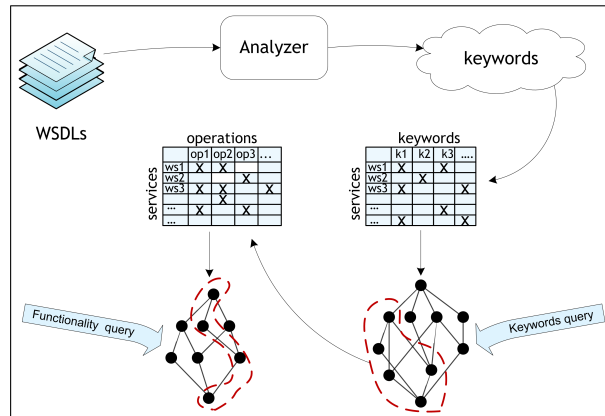 Analyzer
keywords
WSDLs
operations
keywords
op1 op2 op3 ...
k1 k2 k3 ....
services
ws1 X X
ws2 X
ws3 X X X
X
... X X
...
services
ws1 X X
ws2 X
ws3 X X
... X
... X X
Functionality query
Keywords query